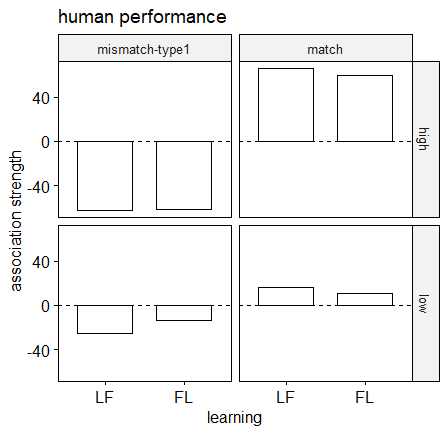 human performance
mismatch-type1 match
40
0
-40
high
40
0
-40
low
association strength
LF FL LF FL
learning